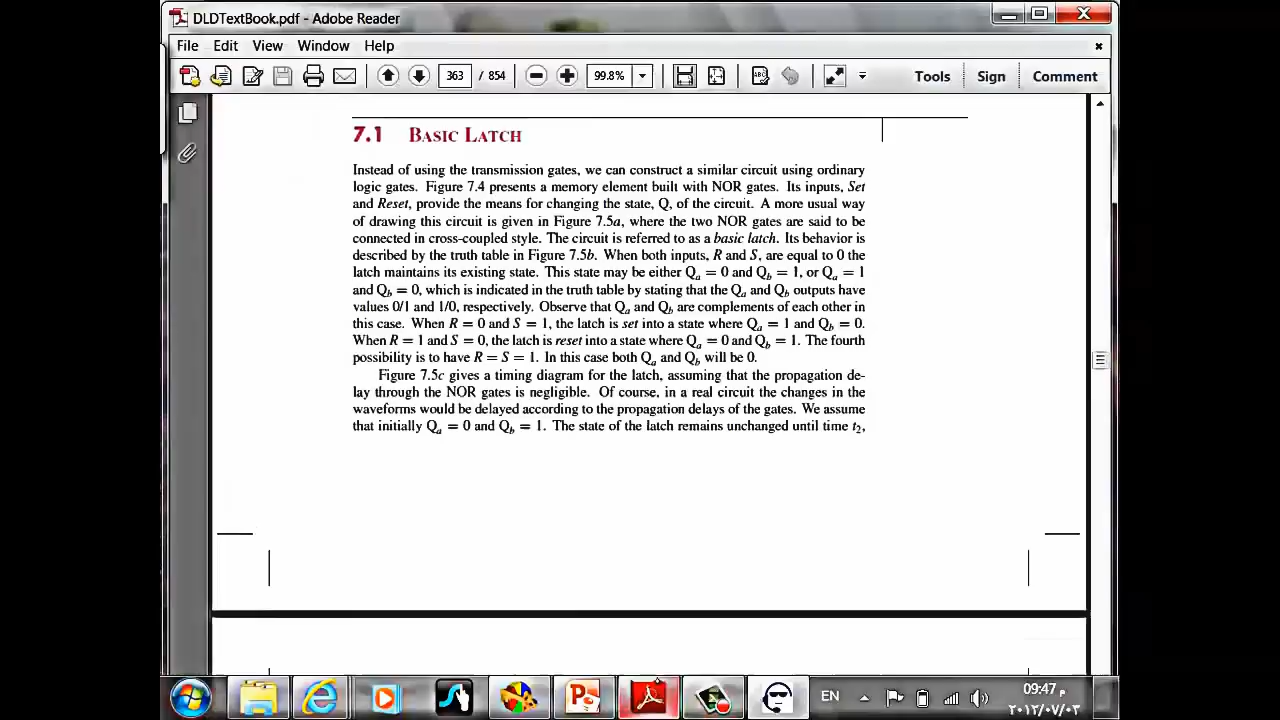 DLDTextBook.pdf - Adobe Reader
File Edit View Window Help
363 / 854 99.8% Tools Sign Comment
7.1 BASIC LATCH
Instead of using the transmission gates, we can construct a similar circuit using ordinary
logic gates. Figure 7.4 presents a memory element built with NOR gates. Its inputs, Set
and Reset, provide the means for changing the state, Q, of the circuit. A more usual way
of drawing this circuit is given in Figure 7.5a, where the two NOR gates are said to be
connected in cross-coupled style. The circuit is referred to as a basic latch. Its behavior is
described by the truth table in Figure 7.5b. When both inputs, R and S, are equal to 0 the
latch maintains its existing state. This state may be either Qa = 0 and Qb = 1, or Qa = 1
and Qb = 0, which is indicated in the truth table by stating that the Qa and Qb outputs have
values 0/1 and 1/0, respectively. Observe that Qa and Qb are complements of each other in
this case. When R = 0 and S = 1, the latch is set into a state where Qa = 1 and Qb = 0.
When R = 1 and S = 0, the latch is reset into a state where Qa = 0 and Qb = 1. The fourth
possibility is to have R = S = 1. In this case both Qa and Qb will be 0.
Figure 7.5c gives a timing diagram for the latch, assuming that the propagation de-
lay through the NOR gates is negligible. Of course, in a real circuit the changes in the
waveforms would be delayed according to the propagation delays of the gates. We assume
that initially Qa = 0 and Qb = 1. The state of the latch remains unchanged until time t2,
EN
09:47 م
٢٠١٣/٠٧/٠٣